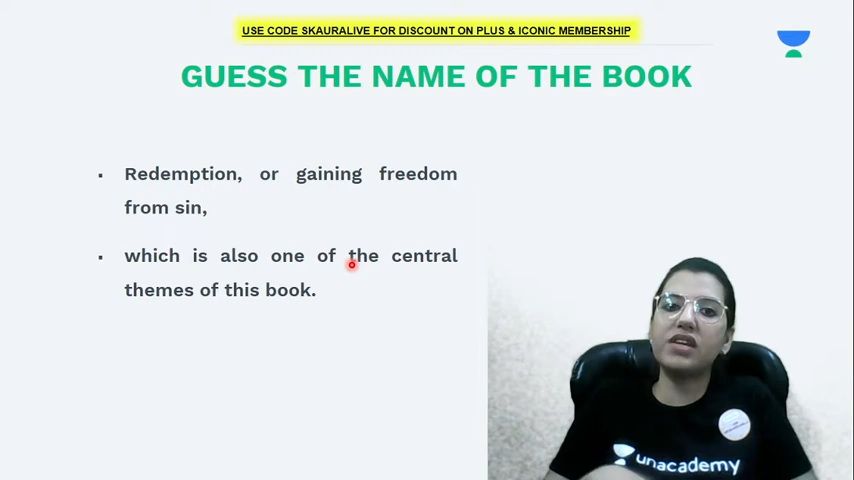 USE CODE SKAURALIVE FOR DISCOUNT ON PLUS & ICONIC MEMBERSHIP
GUESS THE NAME OF THE BOOK
▪ Redemption, or gaining freedom
from sin,
▪ which is also one of the central
themes of this book.
unacademy